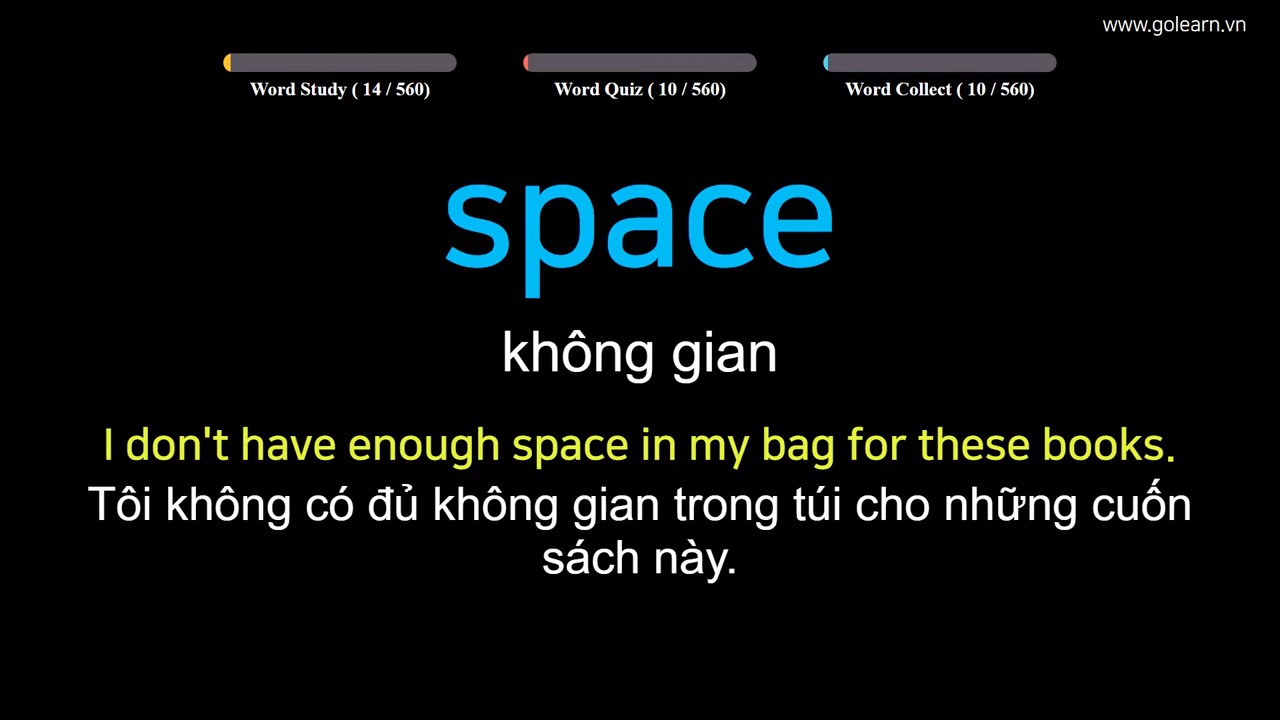 www.golearn.vn
Word Study ( 14 / 560)
Word Quiz ( 10 / 560)
Word Collect ( 10 / 560)
space
không gian
I don't have enough space in my bag for these books.
Tôi không có đủ không gian trong túi cho những cuốn
sách này.